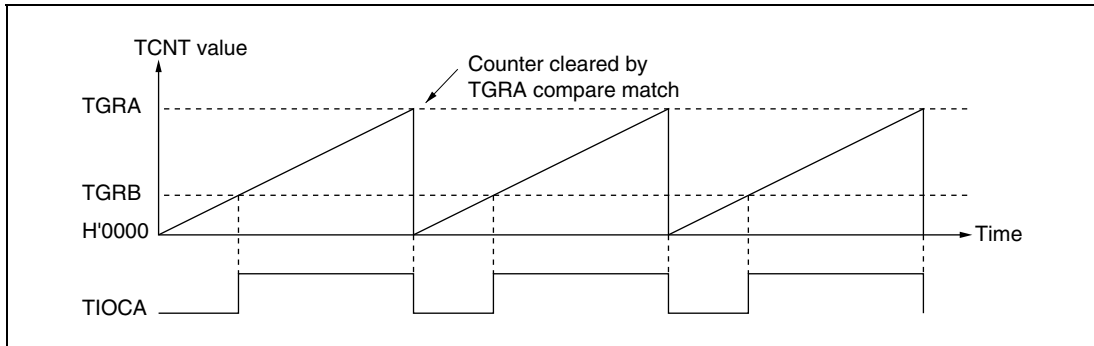 TCNT value
Counter cleared by
TGRA compare match
TGRA
TGRB
H'0000
Time
TIOCA